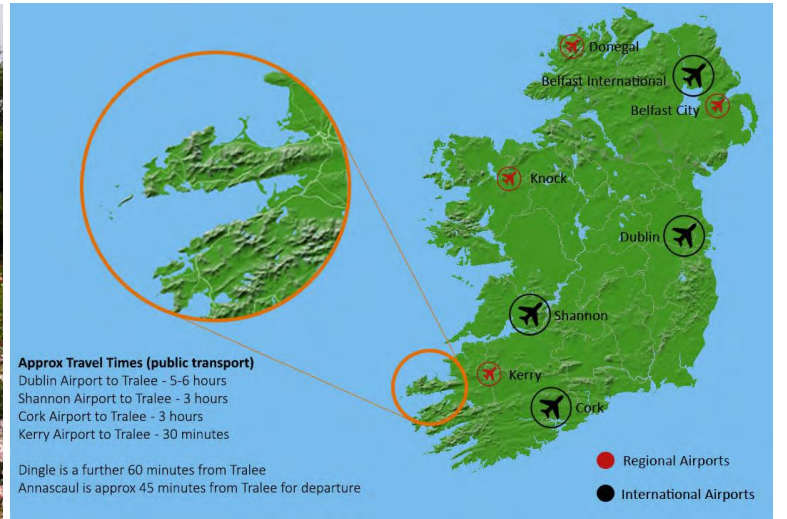 Donegal
Belfast International
Belfast City
Knock
Dublin
Shannon
Kerry
Cork
Approx Travel Times (public transport)
Dublin Airport to Tralee - 5-6 hours
Shannon Airport to Tralee - 3 hours
Cork Airport to Tralee - 3 hours
Kerry Airport to Tralee - 30 minutes
Dingle is a further 60 minutes from Tralee
Annascaul is approx 45 minutes from Tralee for departure
Regional Airports
International Airports